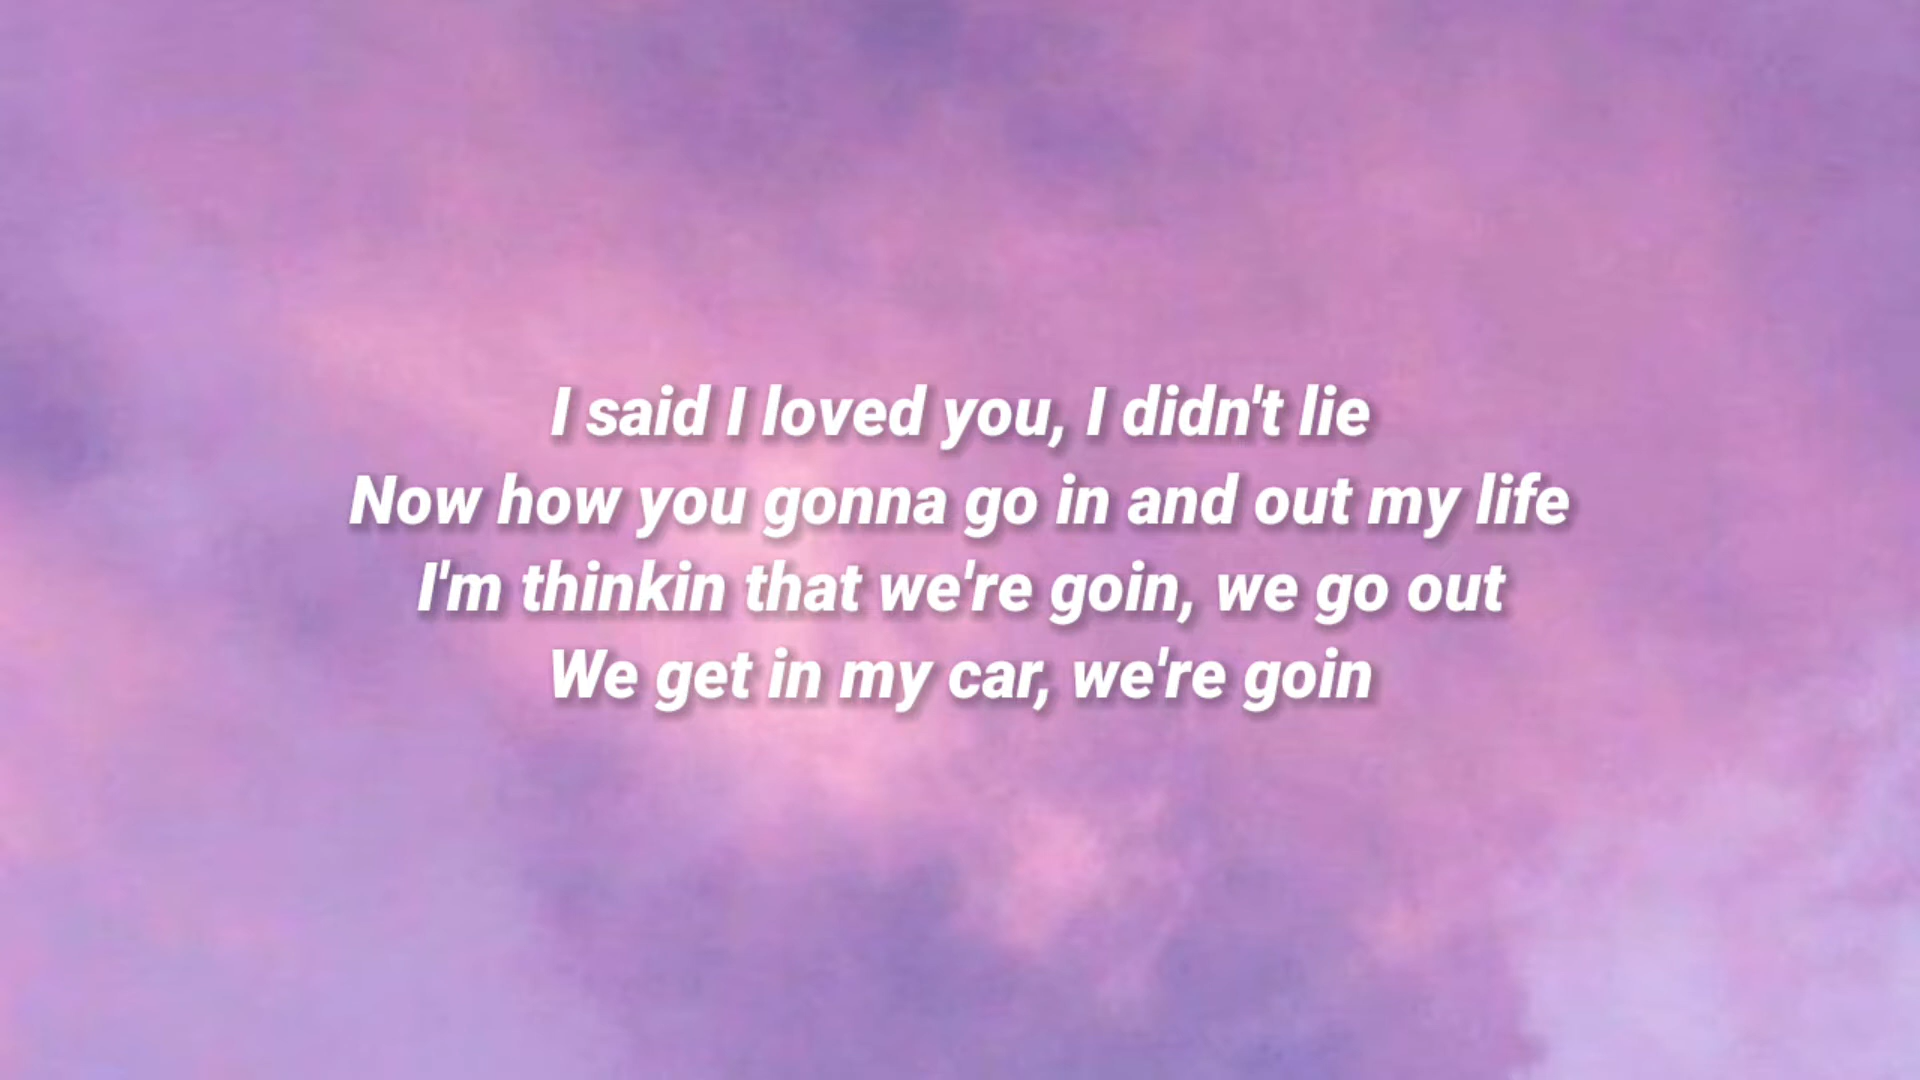 I said I loved you, I didn't lie
Now how you gonna go in and out my life
I'm thinkin that we're goin, we go out
We get in my car, we're goin